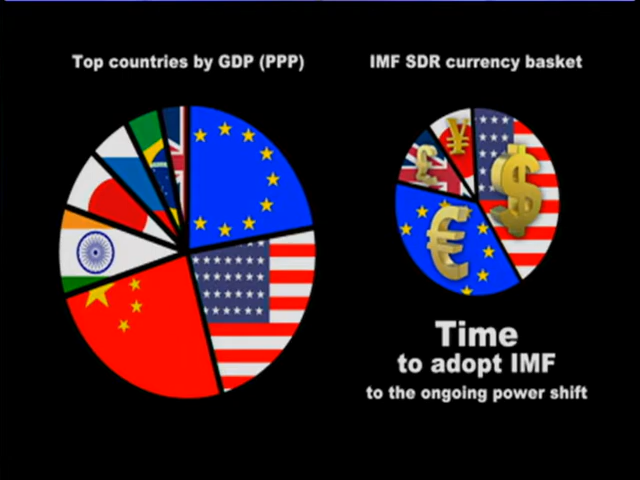 Top countries by GDP (PPP)
IMF SDR currency basket
£
¥
$
€
Time
to adopt IMF
to the ongoing power shift